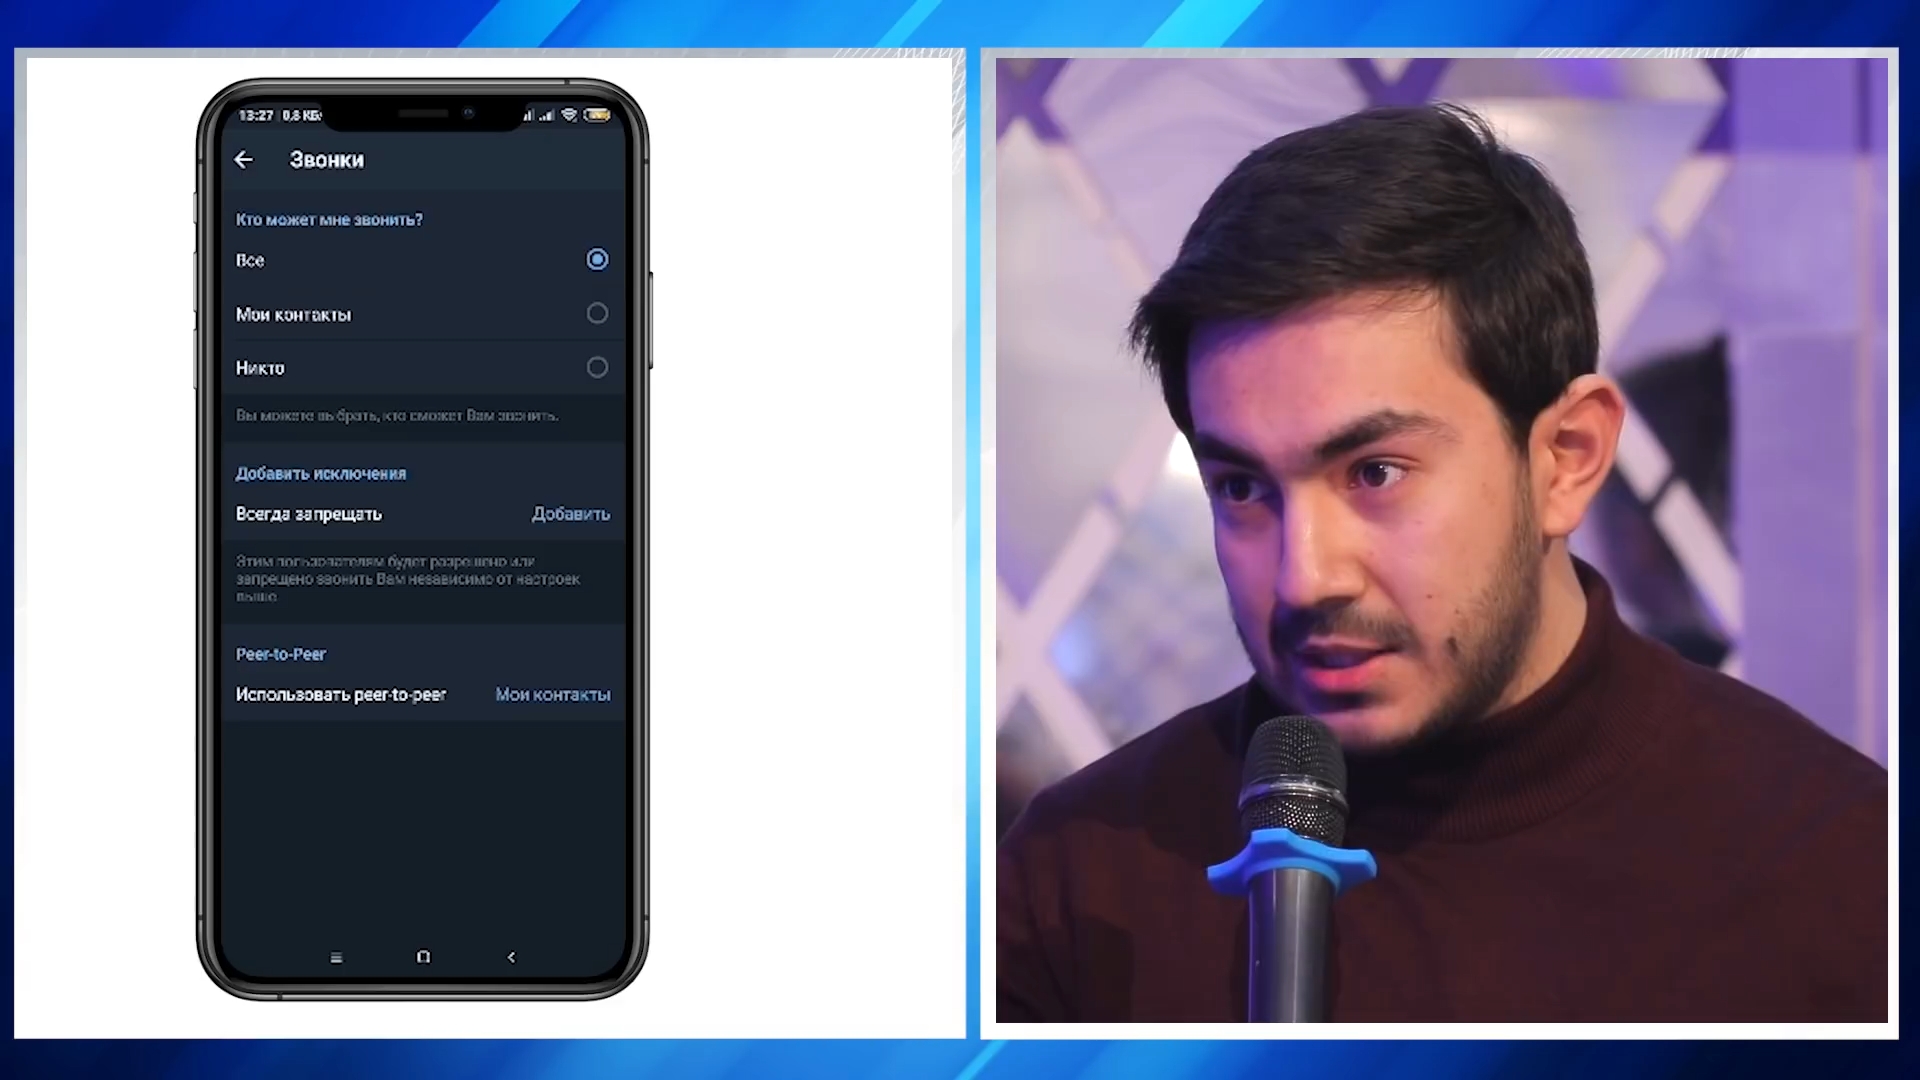 13:27 0,8 КБ/
Звонки
Кто может мне звонить?
Все
Мои контакты
Никто
Вы можете выбрать, кто сможет Вам звонить.
Добавить исключения
Всегда запрещать Добавить
Этим пользователям будет разрешено или
запрещено звонить Вам независимо от настроек
выше.
Peer-to-Peer
Использовать peer-to-peer Мои контакты